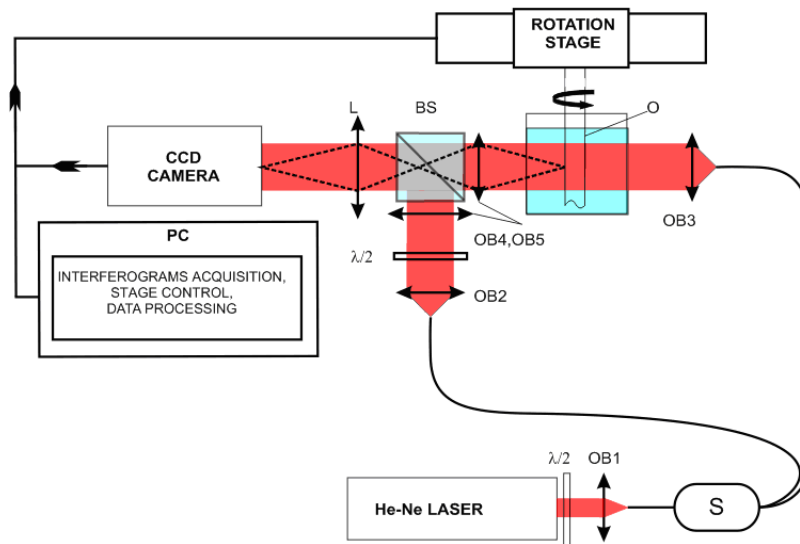 ROTATION
STAGE
L
BS
O
CCD
CAMERA
OB3
PC
OB4,OB5
λ/2
INTERFEROGRAMS ACQUISITION,
STAGE CONTROL,
DATA PROCESSING
OB2
λ/2
OB1
He-Ne LASER
S